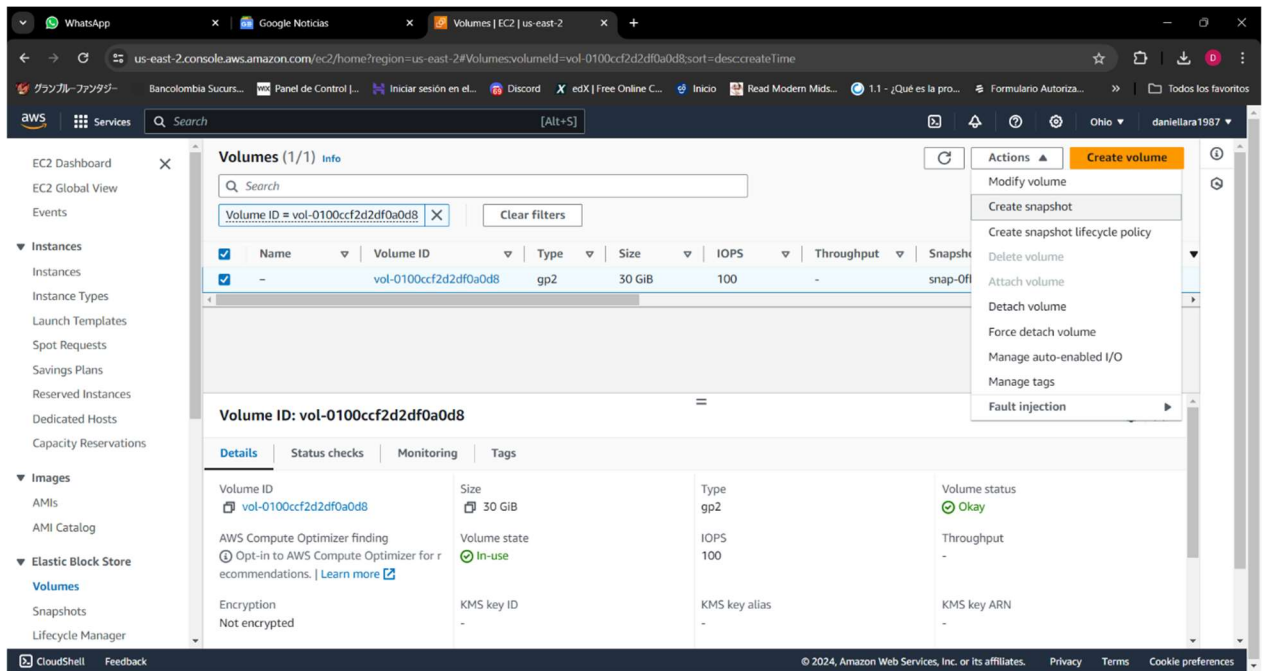 WhatsApp
Google Noticias
Volumes | EC2 | us-east-2
us-east-2.console.aws.amazon.com/ec2/home?region=us-east-2#Volumes:volumeId=vol-0100ccf2d2df0a0d8;sort=desc:createTime
グランブル-ファンタジ-
Bancolombia Sucurs...
Panel de Control |...
Iniciar sesión en el...
Discord
edX | Free Online C...
Inicio
Read Modern Mids...
1.1 - ¿Qué es la pro...
Formulario Autoriza...
»
Todos los favoritos
aws
Services
Search
[Alt+S]
Ohio
daniellara1987
EC2 Dashboard
EC2 Global View
Events
Instances
Instances
Instance Types
Launch Templates
Spot Requests
Savings Plans
Reserved Instances
Dedicated Hosts
Capacity Reservations
Images
AMIs
AMI Catalog
Elastic Block Store
Volumes
Snapshots
Lifecycle Manager
Volumes (1/1) Info
Actions
Create volume
Search
Volume ID = vol-0100ccf2d2df0a0d8
Clear filters
Name Volume ID Type Size IOPS Throughput Snapsh
– vol-0100ccf2d2df0a0d8 gp2 30 GiB 100 -
Modify volume
Create snapshot
Create snapshot lifecycle policy
Delete volume
Attach volume
Detach volume
Force detach volume
Manage auto-enabled I/O
Manage tags
Fault injection
Volume ID: vol-0100ccf2d2df0a0d8
Details Status checks Monitoring Tags
Volume ID
vol-0100ccf2d2df0a0d8
Size
30 GiB
Type
gp2
Volume status
Okay
AWS Compute Optimizer finding
Opt-in to AWS Compute Optimizer for r
ecommendations. | Learn more
Volume state
In-use
IOPS
100
Throughput
-
Encryption
Not encrypted
KMS key ID
-
KMS key alias
-
KMS key ARN
-
CloudShell Feedback
© 2024, Amazon Web Services, Inc. or its affiliates. Privacy Terms Cookie preferences